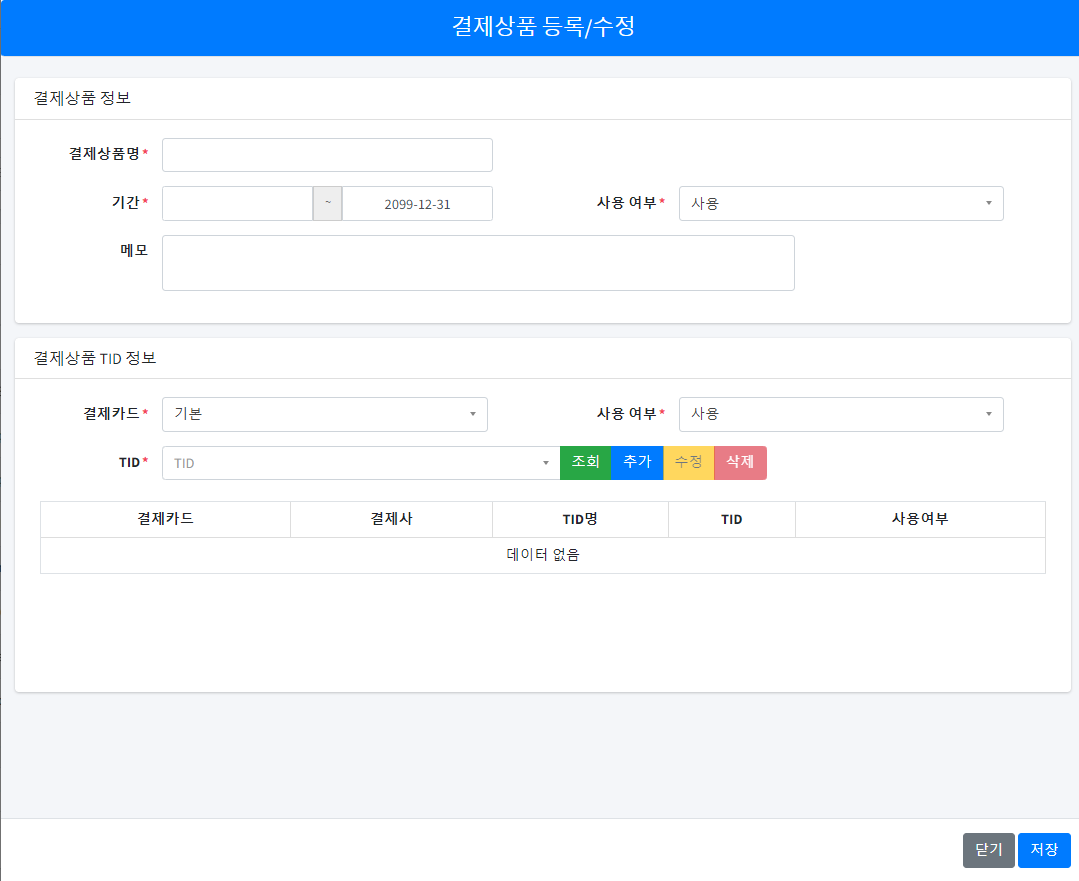 결제상품 등록/수정
결제상품 정보
결제상품명*
기간* ~ 2099-12-31 사용 여부* 사용
메모
결제상품 TID 정보
결제카드* 기본 사용 여부* 사용
TID* TID 조회 추가 수정 삭제
결제카드 결제사 TID명 TID 사용여부
데이터 없음
닫기 저장